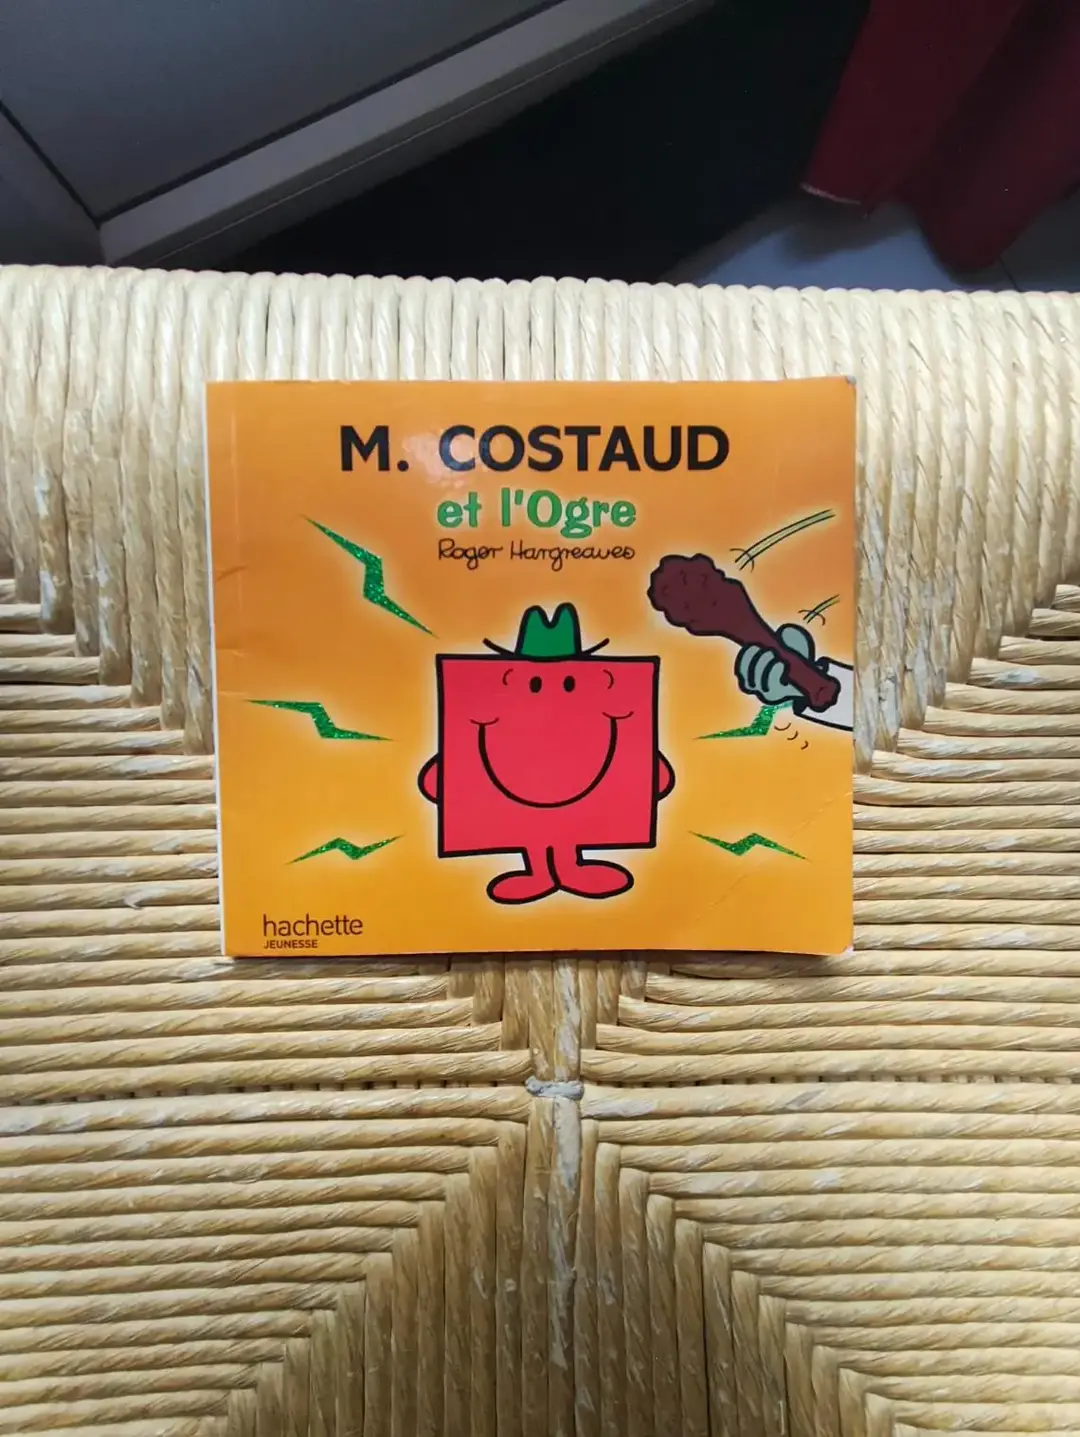 M. COSTAUD
et l'Ogre
Roger Hargreaves
hachette
JEUNESSE